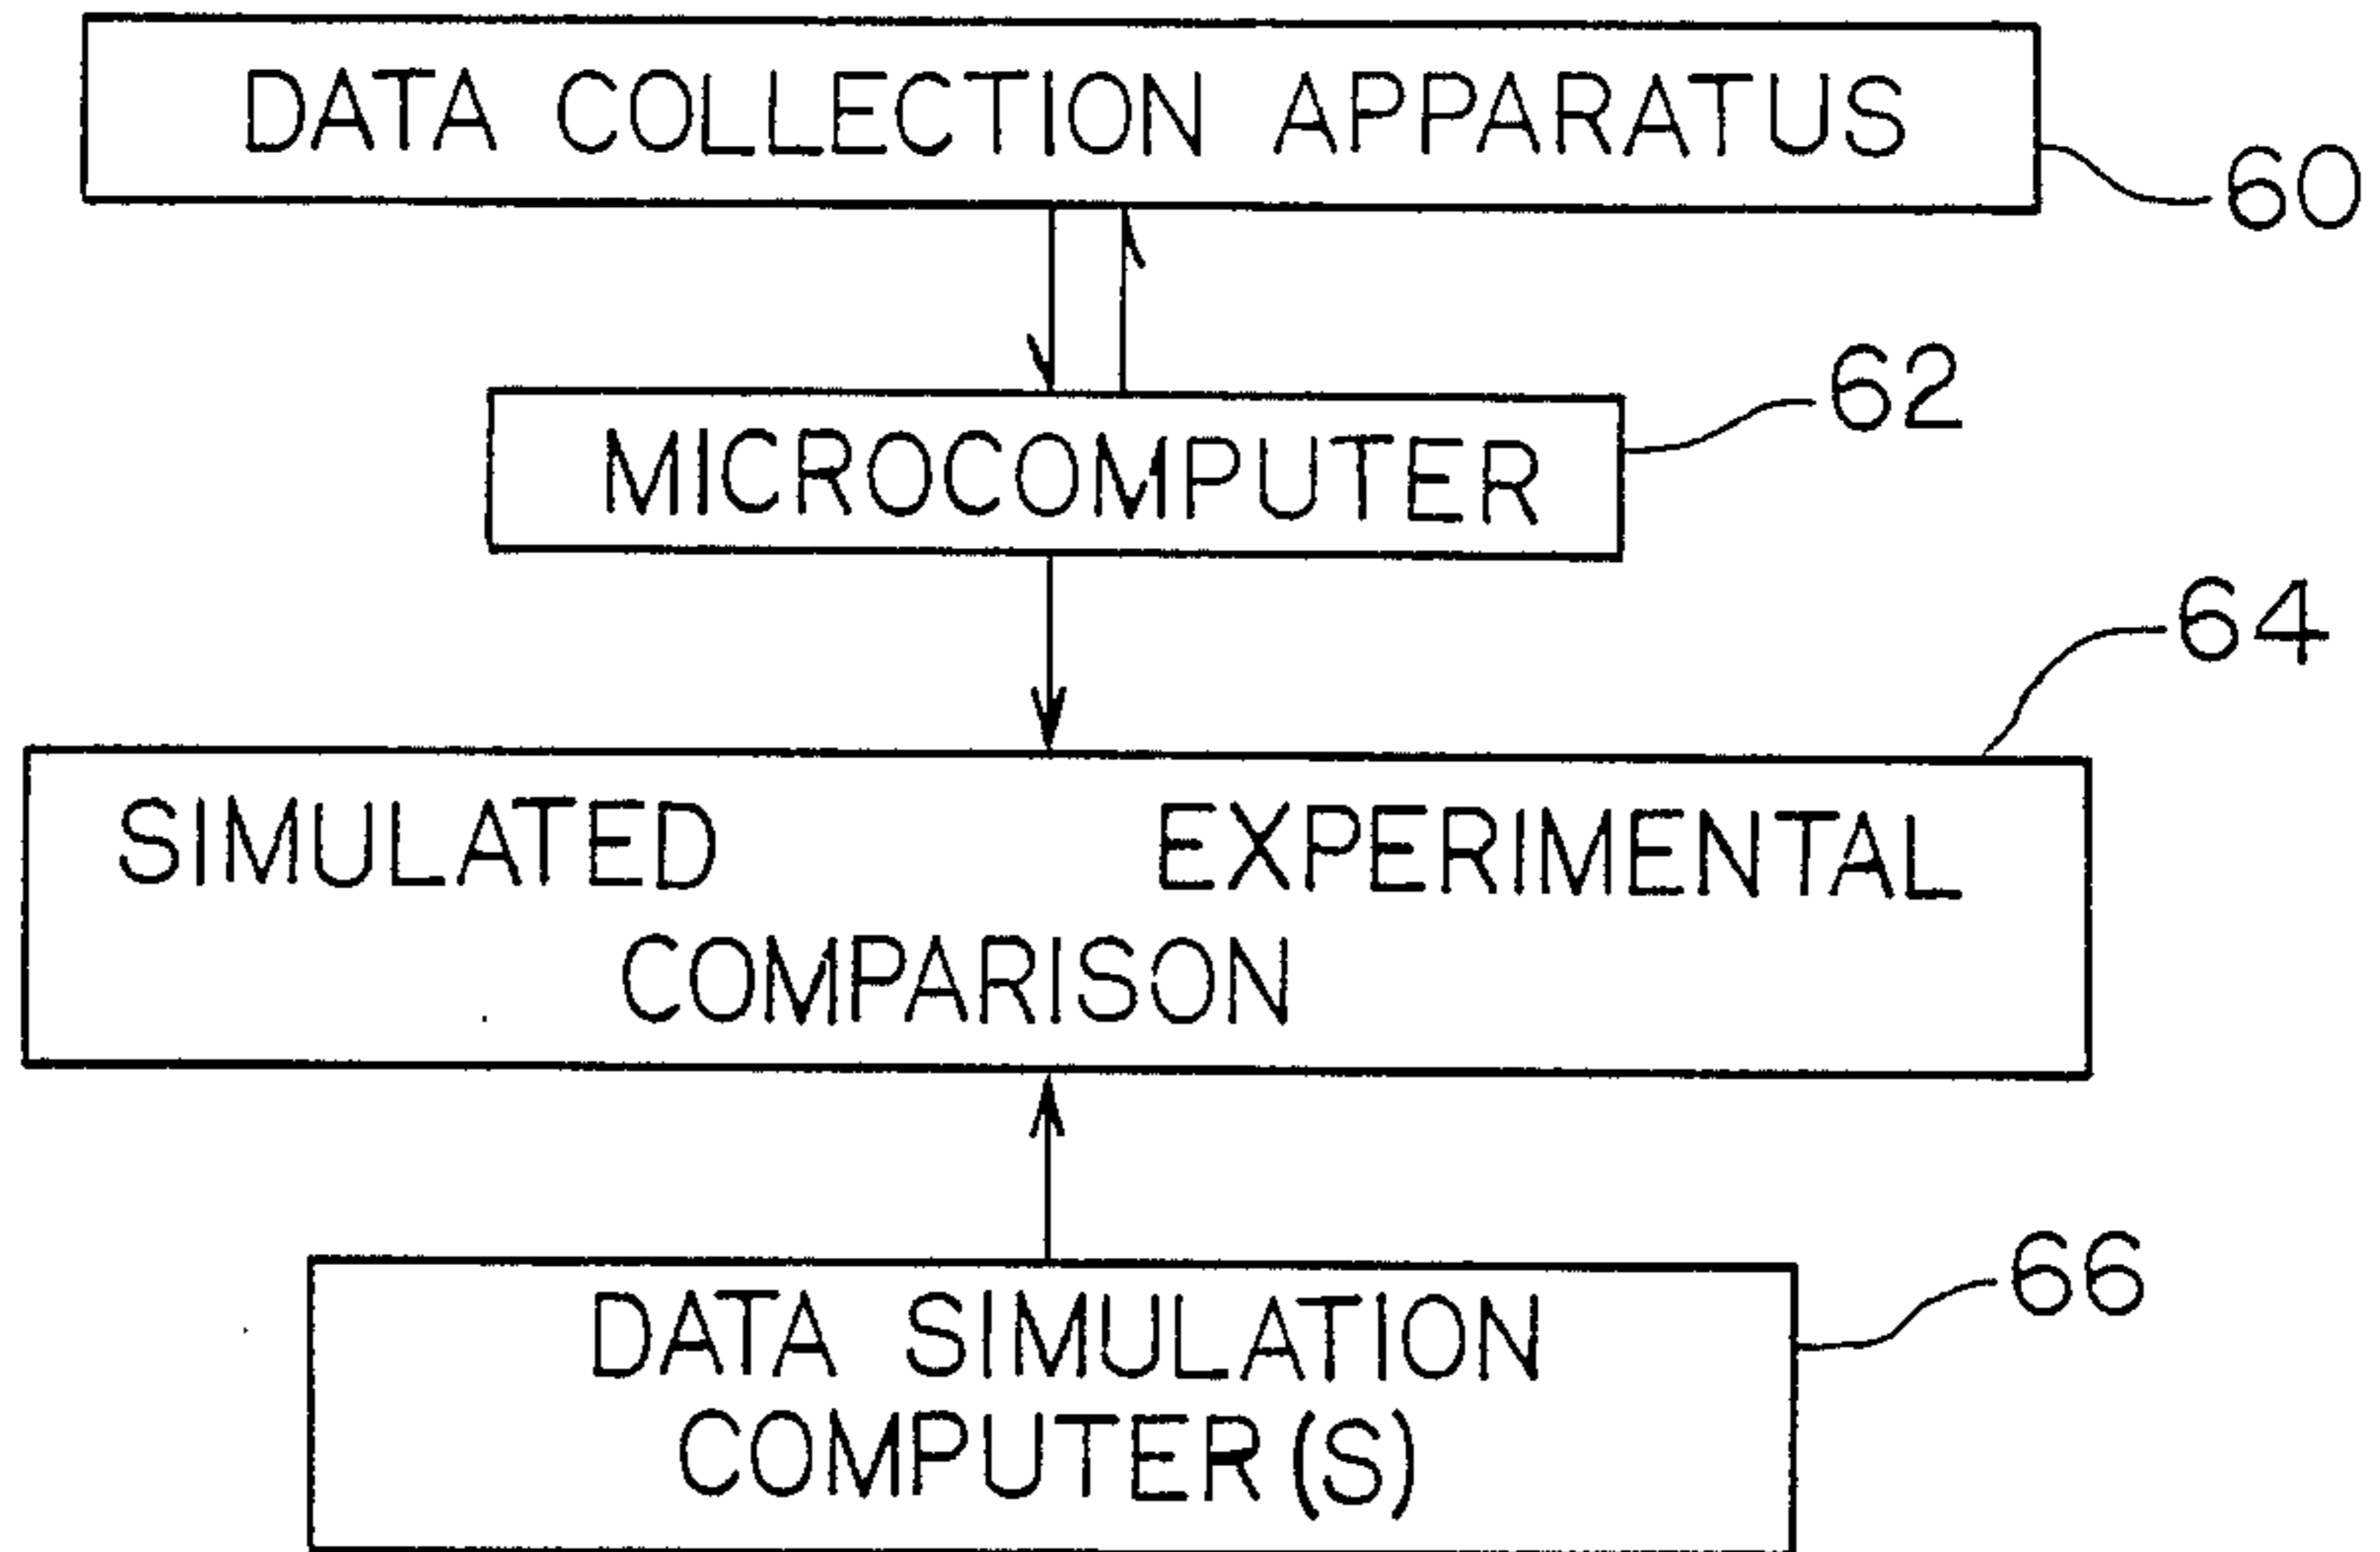 DATA COLLECTION APPARATUS
60
62
MICROCOMPUTER
64
SIMULATED EXPERIMENTAL
COMPARISON
66
DATA SIMULATION
COMPUTER(S)